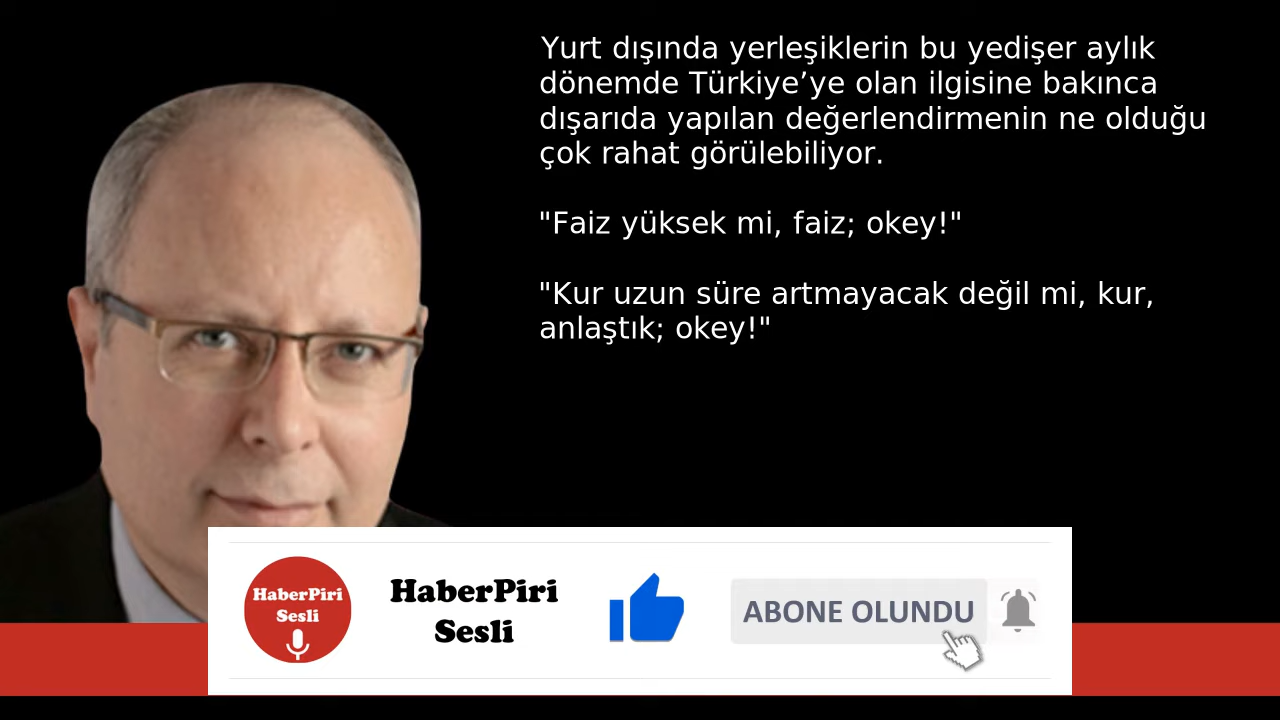 Yurt dışında yerleşiklerin bu yedişer aylık
dönemde Türkiye’ye olan ilgisine bakınca
dışarıda yapılan değerlendirmenin ne olduğu
çok rahat görülebiliyor.
"Faiz yüksek mi, faiz; okey!"
"Kur uzun süre artmayacak değil mi, kur,
anlaştık; okey!"
HaberPiri
Sesli
HaberPiri
Sesli
ABONE OLUNDU